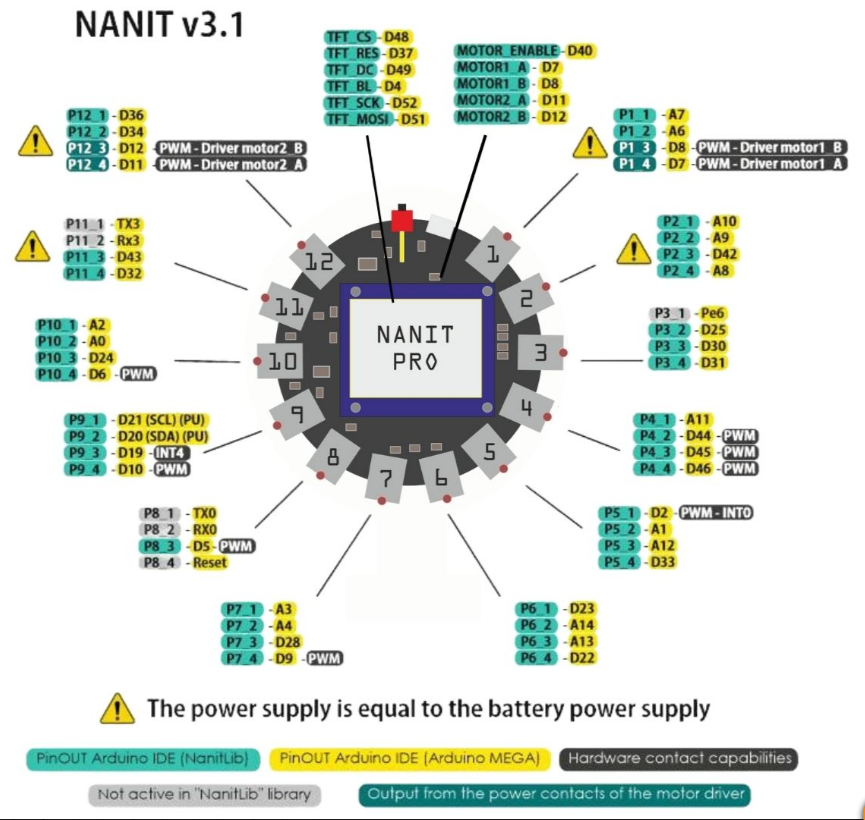 NANIT v3.1
TFT_CS - D48
TFT_RES - D37
TFT_DC - D49
TFT_BL - D4
TFT_SCK - D52
TFT_MOSI - D51
MOTOR_ENABLE - D40
MOTOR1_A - D7
MOTOR1_B - D8
MOTOR2_A - D11
MOTOR2_B - D12
P12_1 - D36
P12_2 - D34
P12_3 - D12 - PWM - Driver motor2_B
P12_4 - D11 - PWM - Driver motor2_A
P1_1 - A7
P1_2 - A6
P1_3 - D8 - PWM - Driver motor1_B
P1_4 - D7 - PWM - Driver motor1_A
P11_1 - TX3
P11_2 - Rx3
P11_3 - D43
P11_4 - D32
P2_1 - A10
P2_2 - A9
P2_3 - D42
P2_4 - A8
P10_1 - A2
P10_2 - A0
P10_3 - D24
P10_4 - D6 - PWM
P3_1 - Pe6
P3_2 - D25
P3_3 - D30
P3_4 - D31
12
1
11
2
10
3
9
4
8
5
7
6
NANIT
PRO
P9_1 - D21 (SCL) (PU)
P9_2 - D20 (SDA) (PU)
P9_3 - D19 - INT4
P9_4 - D10 - PWM
P4_1 - A11
P4_2 - D44 - PWM
P4_3 - D45 - PWM
P4_4 - D46 - PWM
P8_1 - TX0
P8_2 - RX0
P8_3 - D5 - PWM
P8_4 - Reset
P5_1 - D2 - PWM - INT0
P5_2 - A1
P5_3 - A12
P5_4 - D33
P7_1 - A3
P7_2 - A4
P7_3 - D28
P7_4 - D9 - PWM
P6_1 - D23
P6_2 - A14
P6_3 - A13
P6_4 - D22
The power supply is equal to the battery power supply
PinOUT Arduino IDE (NanitLib)
PinOUT Arduino IDE (Arduino MEGA)
Hardware contact capabilities
Not active in "NanitLib" library
Output from the power contacts of the motor driver